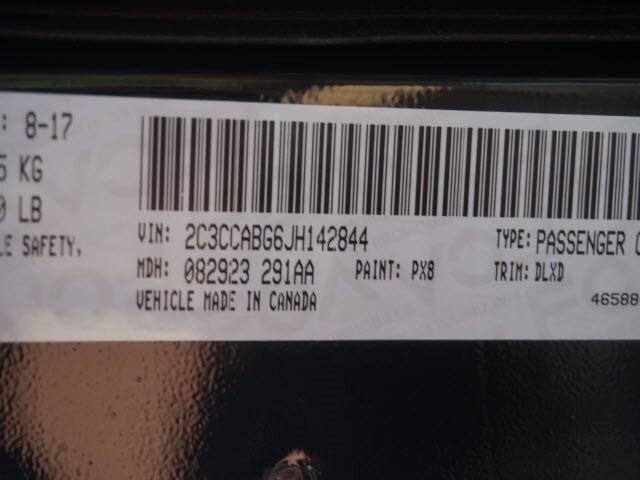 : 8-17
5 KG
0 LB
LE SAFETY,
VIN: 2C3CCABG6JH142844
TYPE: PASSENGER
MDH: 082923 291AA
PAINT: PX8
TRIM: DLXD
VEHICLE MADE IN CANADA
46588